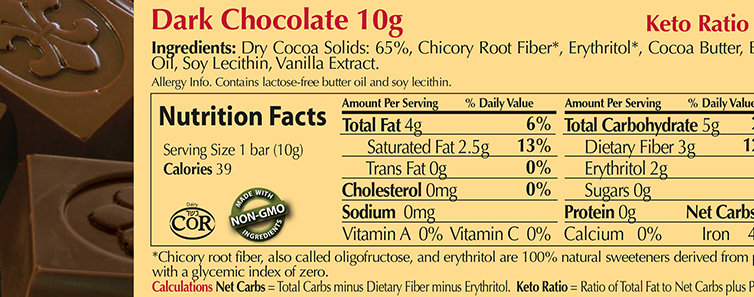 Dark Chocolate 10g
Keto Ratio
Ingredients: Dry Cocoa Solids: 65%, Chicory Root Fiber*, Erythritol*, Cocoa Butter,
Oil, Soy Lecithin, Vanilla Extract.
Allergy Info. Contains lactose-free butter oil and soy lecithin.
Nutrition Facts
Serving Size 1 bar (10g)
Calories 39
Dairy
COR
MADE WITH
NON-GMO
INGREDIENTS
Amount Per Serving % Daily Value
Total Fat 4g 6%
Saturated Fat 2.5g 13%
Trans Fat 0g 0%
Cholesterol 0mg 0%
Sodium 0mg
Vitamin A 0% Vitamin C 0%
Amount Per Serving % Daily Value
Total Carbohydrate 5g
Dietary Fiber 3g
Erythritol 2g
Sugars 0g
Protein 0g Net Carbs
Calcium 0% Iron
*Chicory root fiber, also called oligofructose, and erythritol are 100% natural sweeteners derived from
with a glycemic index of zero.
Calculations Net Carbs = Total Carbs minus Dietary Fiber minus Erythritol. Keto Ratio = Ratio of Total Fat to Net Carbs plus